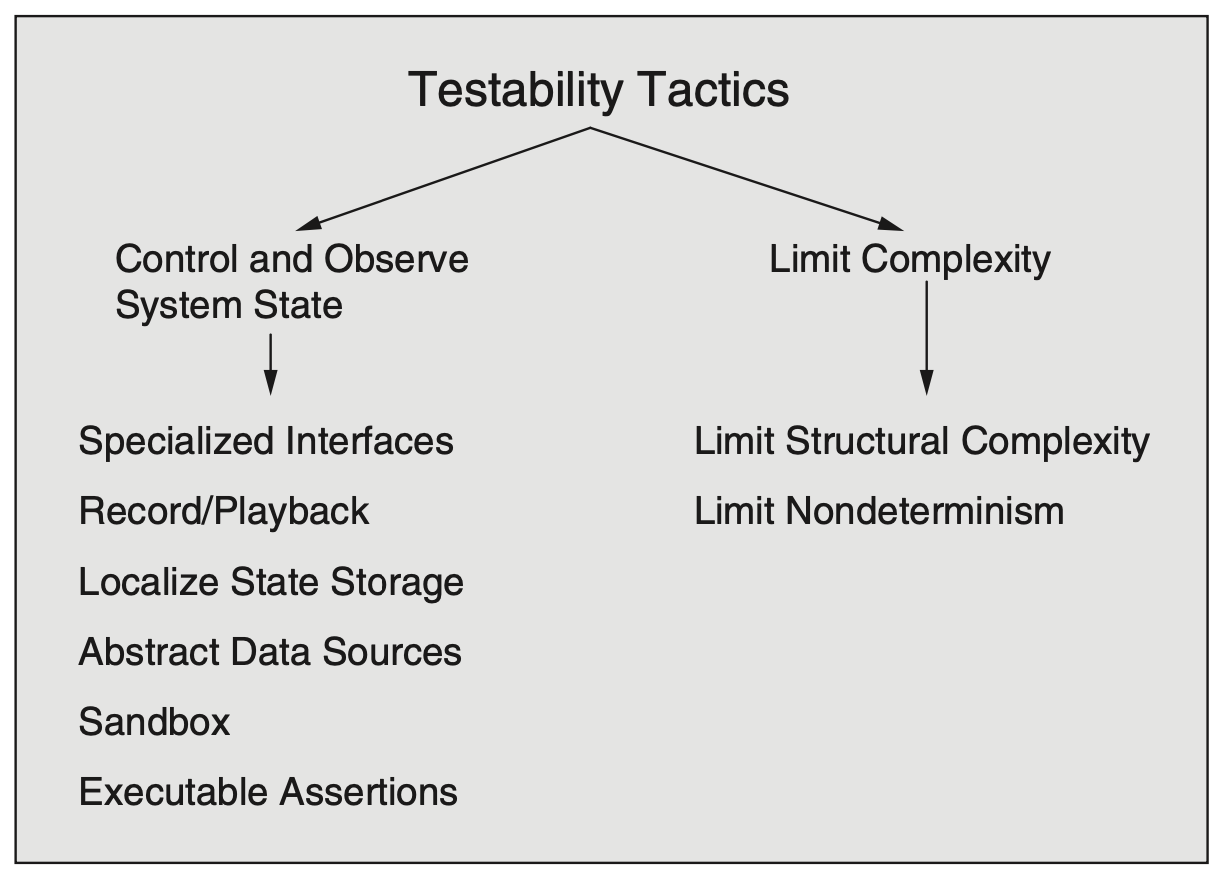 Testability Tactics
Control and Observe
System State
Limit Complexity
Specialized Interfaces
Record/Playback
Localize State Storage
Abstract Data Sources
Sandbox
Executable Assertions
Limit Structural Complexity
Limit Nondeterminism